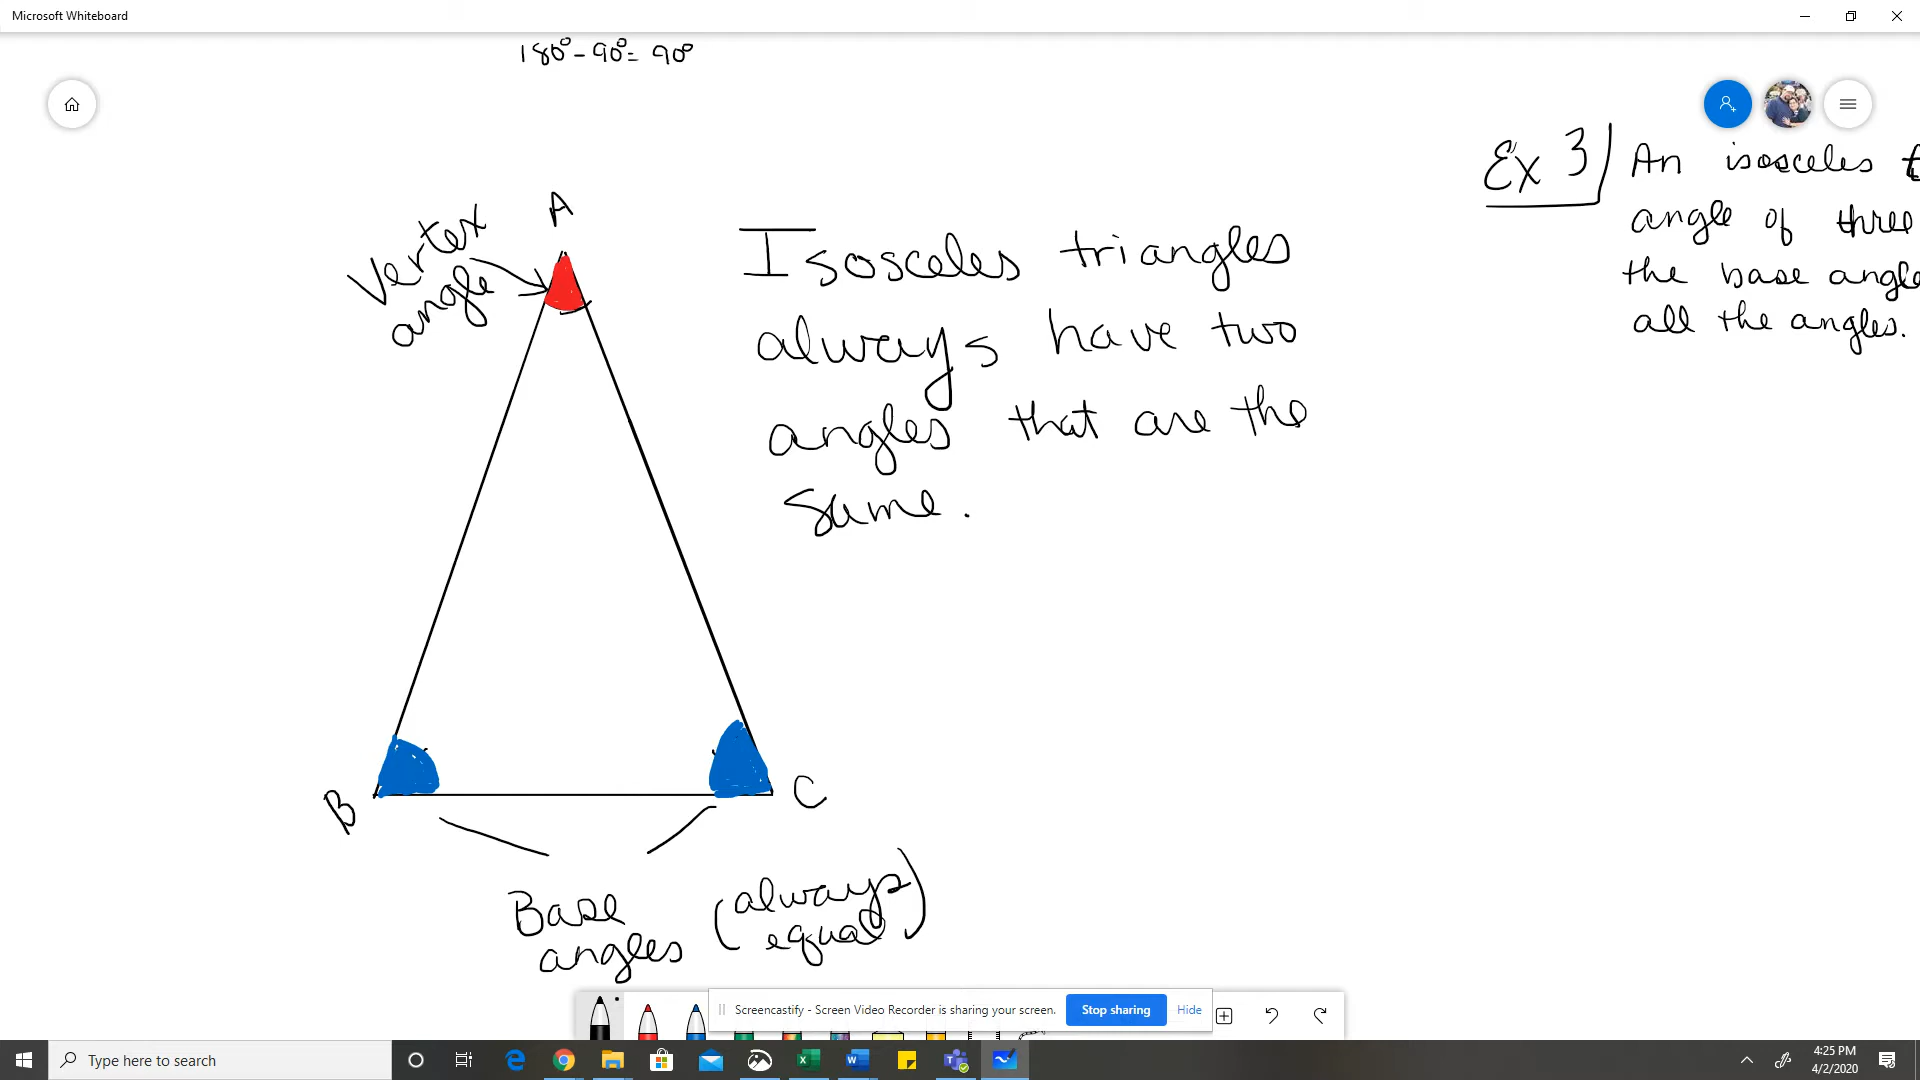 Microsoft Whiteboard
180° - 90° = 90°
Ex 3
An isosceles t
angle of three
the base angle
all the angles.
A
Vertex
angle
Isosceles triangles
always have two
angles that are the
same.
B
C
Base
angles
(always
equal)
Screencastify - Screen Video Recorder is sharing your screen.
Stop sharing
Hide
Type here to search
4:25 PM
4/2/2020